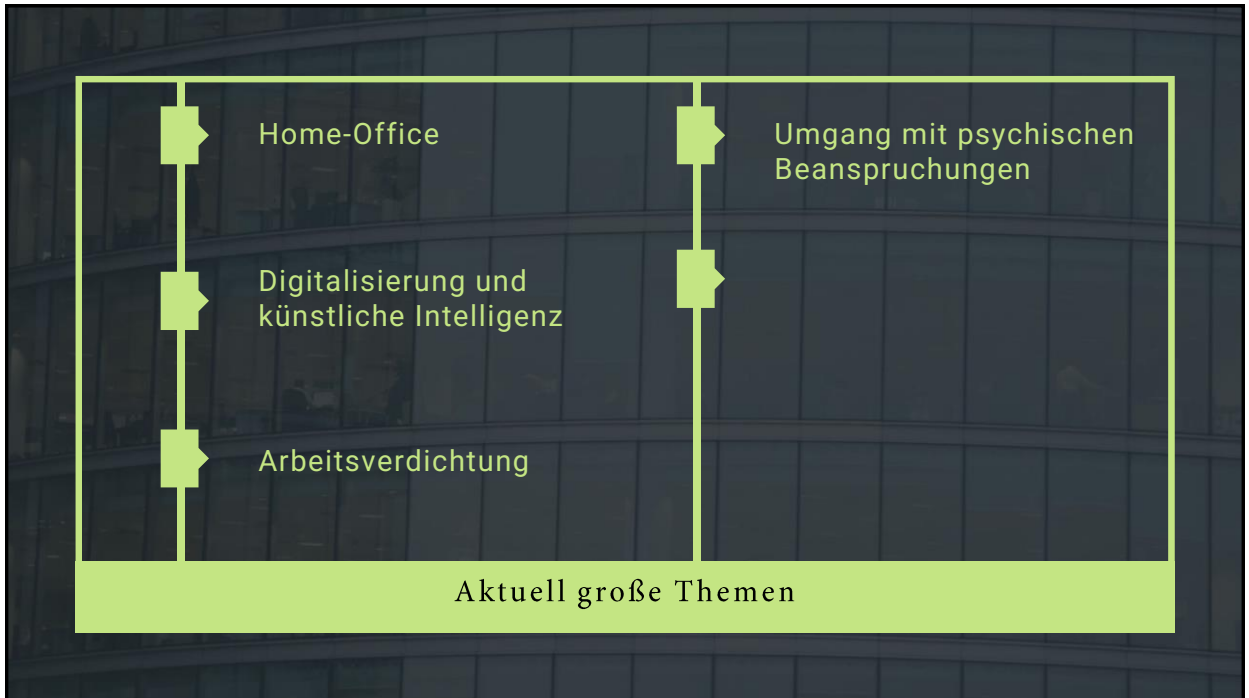 Home-Office
Digitalisierung und
künstliche Intelligenz
Arbeitsverdichtung
Umgang mit psychischen
Beanspruchungen
Aktuell große Themen